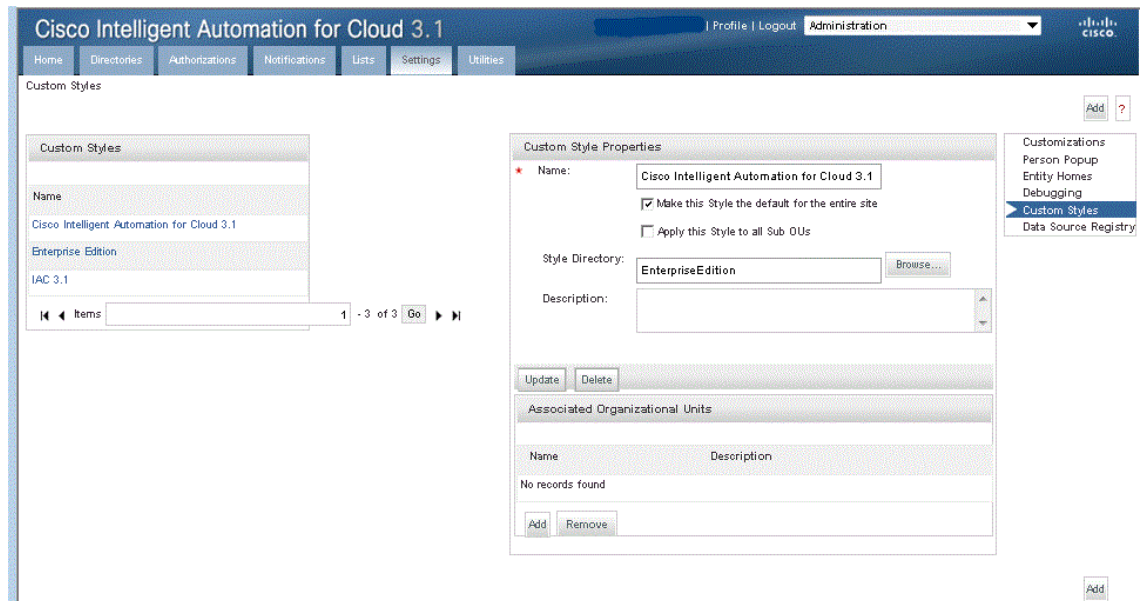 Cisco Intelligent Automation for Cloud 3.1
| Profile | Logout Administration
cisco.
Home Directories Authorizations Notifications Lists Settings Utilities
Custom Styles
Add ?
Custom Styles
Name
Cisco Intelligent Automation for Cloud 3.1
Enterprise Edition
IAC 3.1
Items 1 - 3 of 3 Go
Custom Style Properties
* Name: Cisco Intelligent Automation for Cloud 3.1
Make this Style the default for the entire site
Apply this Style to all Sub OUs
Style Directory: EnterpriseEdition Browse...
Description:
Update Delete
Associated Organizational Units
Name Description
No records found
Add Remove
Customizations
Person Popup
Entity Homes
Debugging
Custom Styles
Data Source Registry
Add